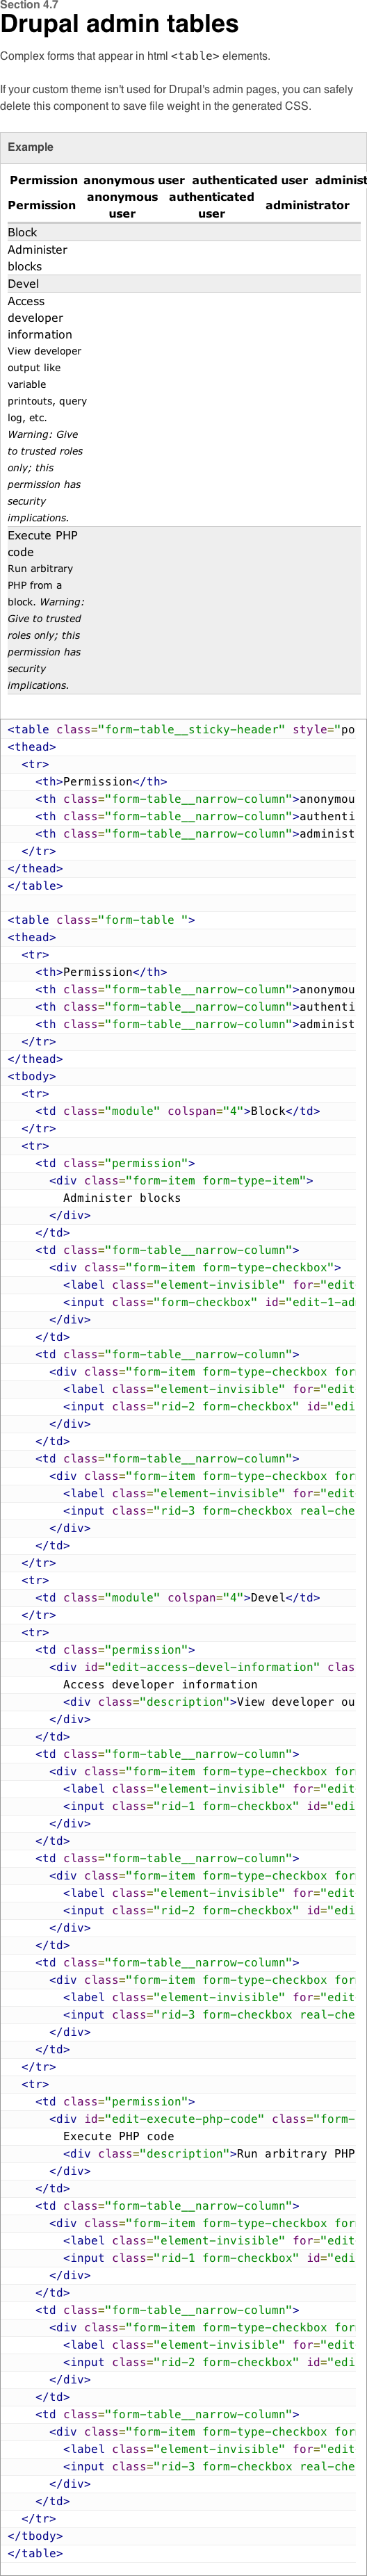 Section 4.7
Drupal admin tables
Complex forms that appear in html <table> elements.
If your custom theme isn't used for Drupal's admin pages, you can safely
delete this component to save file weight in the generated CSS.
Example
Permission anonymous user authenticated user administ
Permission anonymous user authenticated user administrator
Block
Administer
blocks
Devel
Access
developer
information
View developer
output like
variable
printouts, query
log, etc.
Warning: Give
to trusted roles
only; this
permission has
security
implications.
Execute PHP
code
Run arbitrary
PHP from a
block. Warning:
Give to trusted
roles only; this
permission has
security
implications.
<table class="form-table__sticky-header" style="po
<thead>
  <tr>
    <th>Permission</th>
    <th class="form-table__narrow-column">anonymou
    <th class="form-table__narrow-column">authenti
    <th class="form-table__narrow-column">administ
  </tr>
</thead>
</table>
<table class="form-table ">
<thead>
  <tr>
    <th>Permission</th>
    <th class="form-table__narrow-column">anonymou
    <th class="form-table__narrow-column">authenti
    <th class="form-table__narrow-column">administ
  </tr>
</thead>
<tbody>
  <tr>
    <td class="module" colspan="4">Block</td>
  </tr>
  <tr>
    <td class="permission">
      <div class="form-item form-type-item">
        Administer blocks
      </div>
    </td>
    <td class="form-table__narrow-column">
      <div class="form-item form-type-checkbox">
        <label class="element-invisible" for="edit
        <input class="form-checkbox" id="edit-1-ad
      </div>
    </td>
    <td class="form-table__narrow-column">
      <div class="form-item form-type-checkbox for
        <label class="element-invisible" for="edit
        <input class="rid-2 form-checkbox" id="edi
      </div>
    </td>
    <td class="form-table__narrow-column">
      <div class="form-item form-type-checkbox for
        <label class="element-invisible" for="edit
        <input class="rid-3 form-checkbox real-che
      </div>
    </td>
  </tr>
  <tr>
    <td class="module" colspan="4">Devel</td>
  </tr>
  <tr>
    <td class="permission">
      <div id="edit-access-devel-information" clas
        Access developer information
        <div class="description">View developer ou
      </div>
    </td>
    <td class="form-table__narrow-column">
      <div class="form-item form-type-checkbox for
        <label class="element-invisible" for="edit
        <input class="rid-1 form-checkbox" id="edi
      </div>
    </td>
    <td class="form-table__narrow-column">
      <div class="form-item form-type-checkbox for
        <label class="element-invisible" for="edit
        <input class="rid-2 form-checkbox" id="edi
      </div>
    </td>
    <td class="form-table__narrow-column">
      <div class="form-item form-type-checkbox for
        <label class="element-invisible" for="edit
        <input class="rid-3 form-checkbox real-che
      </div>
    </td>
  </tr>
  <tr>
    <td class="permission">
      <div id="edit-execute-php-code" class="form-
        Execute PHP code
        <div class="description">Run arbitrary PHP
      </div>
    </td>
    <td class="form-table__narrow-column">
      <div class="form-item form-type-checkbox for
        <label class="element-invisible" for="edit
        <input class="rid-1 form-checkbox" id="edi
      </div>
    </td>
    <td class="form-table__narrow-column">
      <div class="form-item form-type-checkbox for
        <label class="element-invisible" for="edit
        <input class="rid-2 form-checkbox" id="edi
      </div>
    </td>
    <td class="form-table__narrow-column">
      <div class="form-item form-type-checkbox for
        <label class="element-invisible" for="edit
        <input class="rid-3 form-checkbox real-che
      </div>
    </td>
  </tr>
</tbody>
</table>